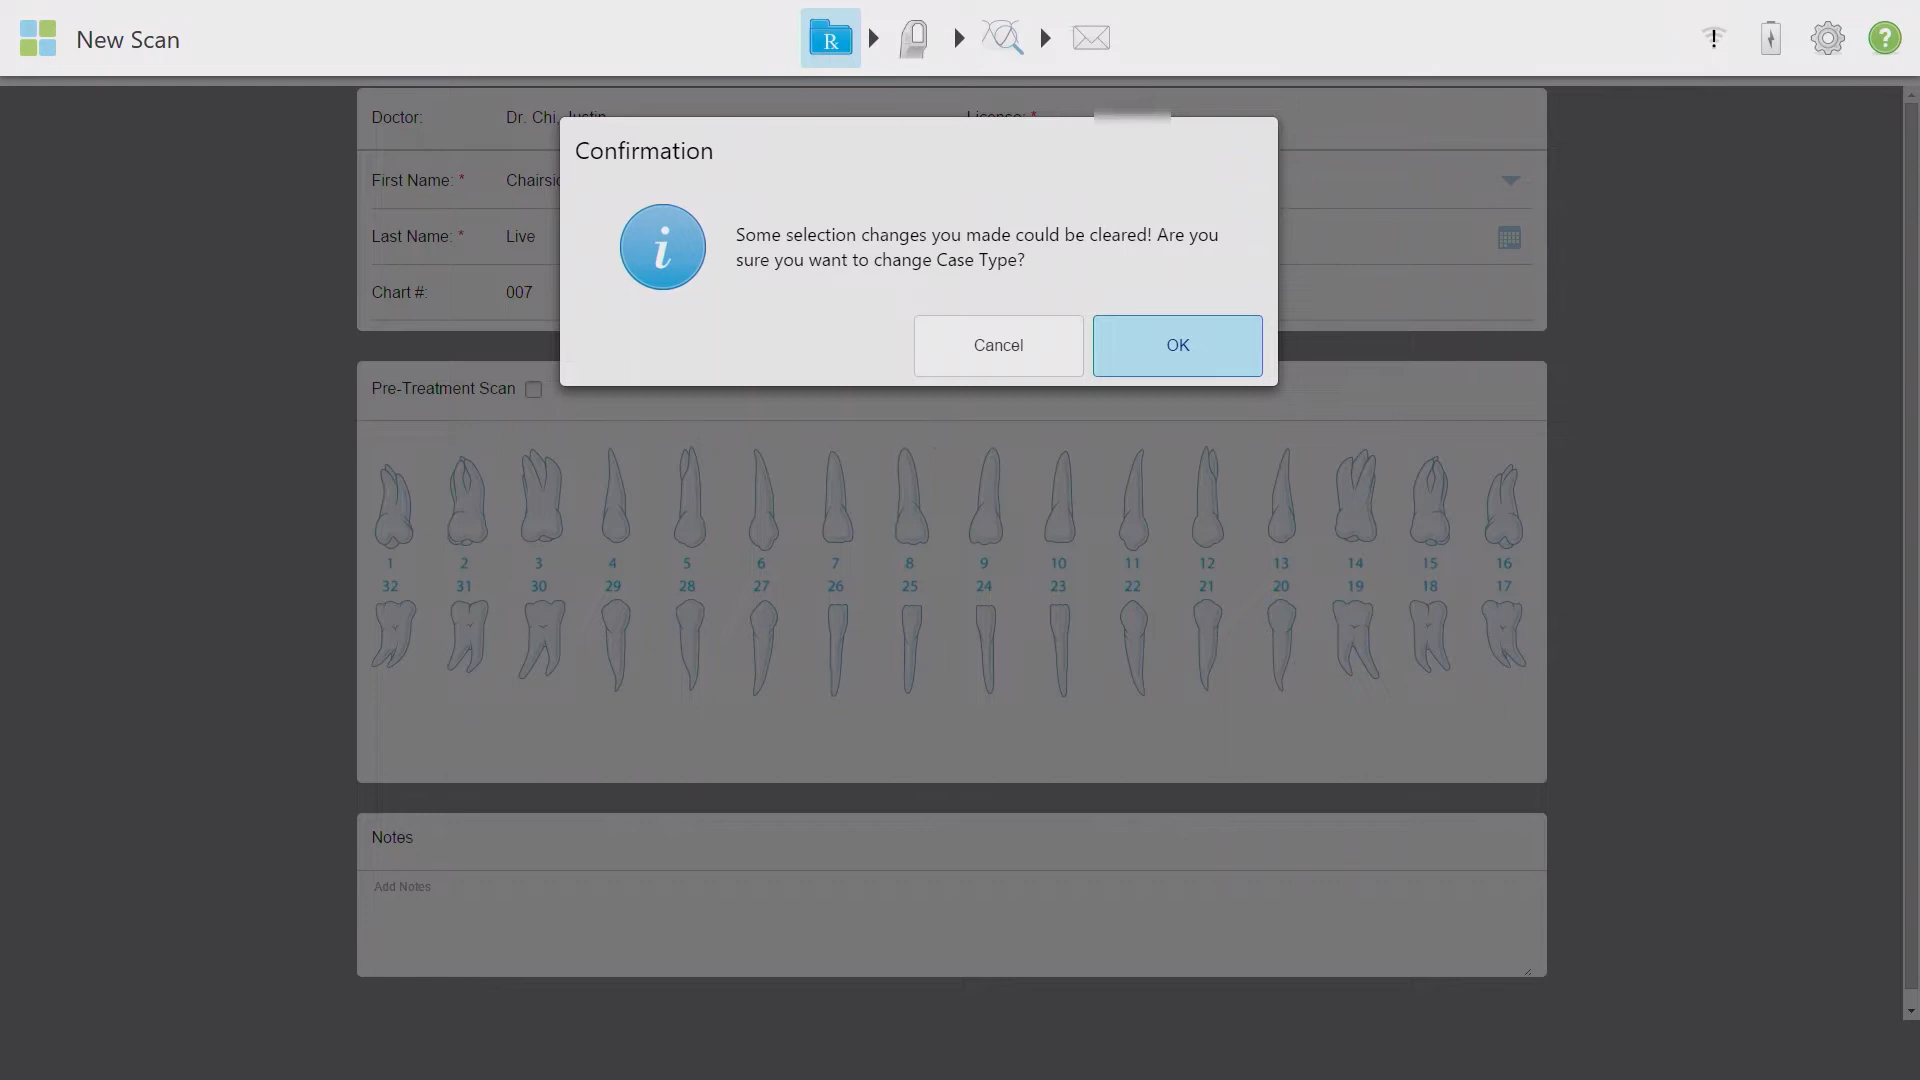 New Scan
R
?
Doctor: Dr. Chi, Justin License: *
Confirmation
First Name: * Chairsid
Some selection changes you made could be cleared! Are you
sure you want to change Case Type?
Last Name: * Live
Chart #: 007
Cancel OK
Pre-Treatment Scan
1 2 3 4 5 6 7 8 9 10 11 12 13 14 15 16
32 31 30 29 28 27 26 25 24 23 22 21 20 19 18 17
Notes
Add Notes